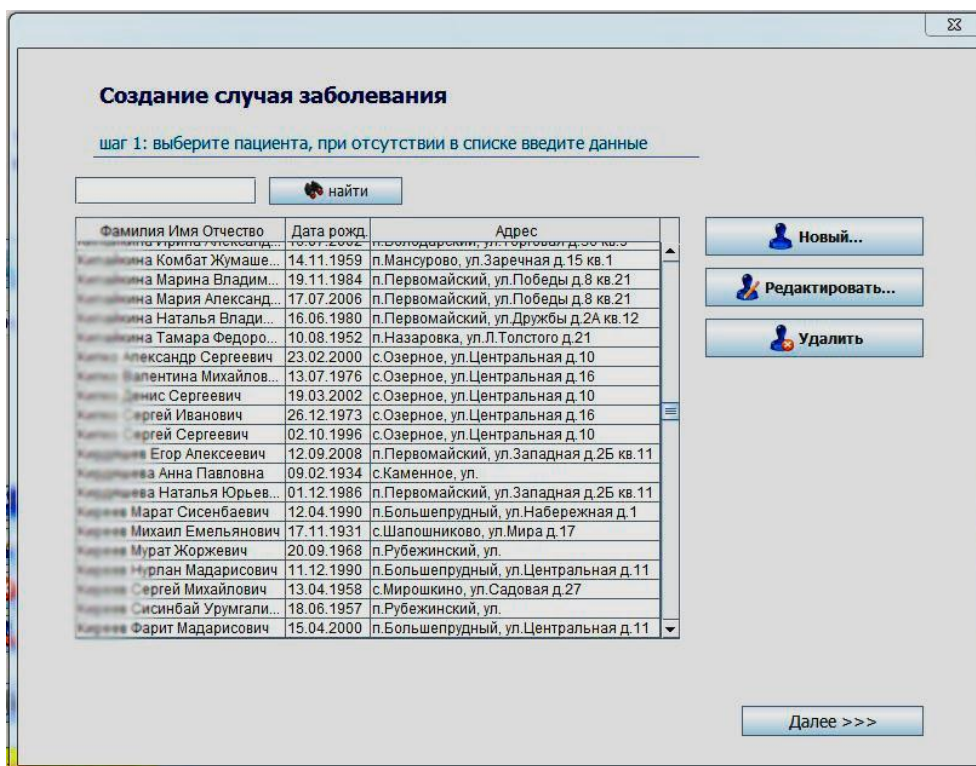 Создание случая заболевания
шаг 1: выберите пациента, при отсутствии в списке введите данные
найти
Фамилия Имя Отчество Дата рожд. Адрес
Комбат Жумаше... 14.11.1959 п.Мансурово, ул.Заречная д.15 кв.1
Марина Владим... 19.11.1984 п.Первомайский, ул.Победы д.8 кв.21
Мария Александ... 17.07.2006 п.Первомайский, ул.Победы д.8 кв.21
Наталья Влади... 16.06.1980 п.Первомайский, ул.Дружбы д.2А кв.12
Тамара Федоро... 10.08.1952 п.Назаровка, ул.Л.Толстого д.21
Александр Сергеевич 23.02.2000 с.Озерное, ул.Центральная д.10
Валентина Михайлов... 13.07.1976 с.Озерное, ул.Центральная д.16
Денис Сергеевич 19.03.2002 с.Озерное, ул.Центральная д.10
Сергей Иванович 26.12.1973 с.Озерное, ул.Центральная д.16
Сергей Сергеевич 02.10.1996 с.Озерное, ул.Центральная д.10
Егор Алексеевич 12.09.2008 п.Первомайский, ул.Западная д.2Б кв.11
Анна Павловна 09.02.1934 с.Каменное, ул.
Наталья Юрьев... 01.12.1986 п.Первомайский, ул.Западная д.2Б кв.11
Марат Сисенбаевич 12.04.1990 п.Большепрудный, ул.Набережная д.1
Михаил Емельянович 17.11.1931 с.Шапошниково, ул.Мира д.17
Мурат Жоржевич 20.09.1968 п.Рубежинский, ул.
Нурлан Мадарисович 11.12.1990 п.Большепрудный, ул.Центральная д.11
Сергей Михайлович 13.04.1958 с.Мирошкино, ул.Садовая д.27
Сисинбай Урумгали... 18.06.1957 п.Рубежинский, ул.
Фарит Мадарисович 15.04.2000 п.Большепрудный, ул.Центральная д.11
Новый...
Редактировать...
Удалить
Далее >>>